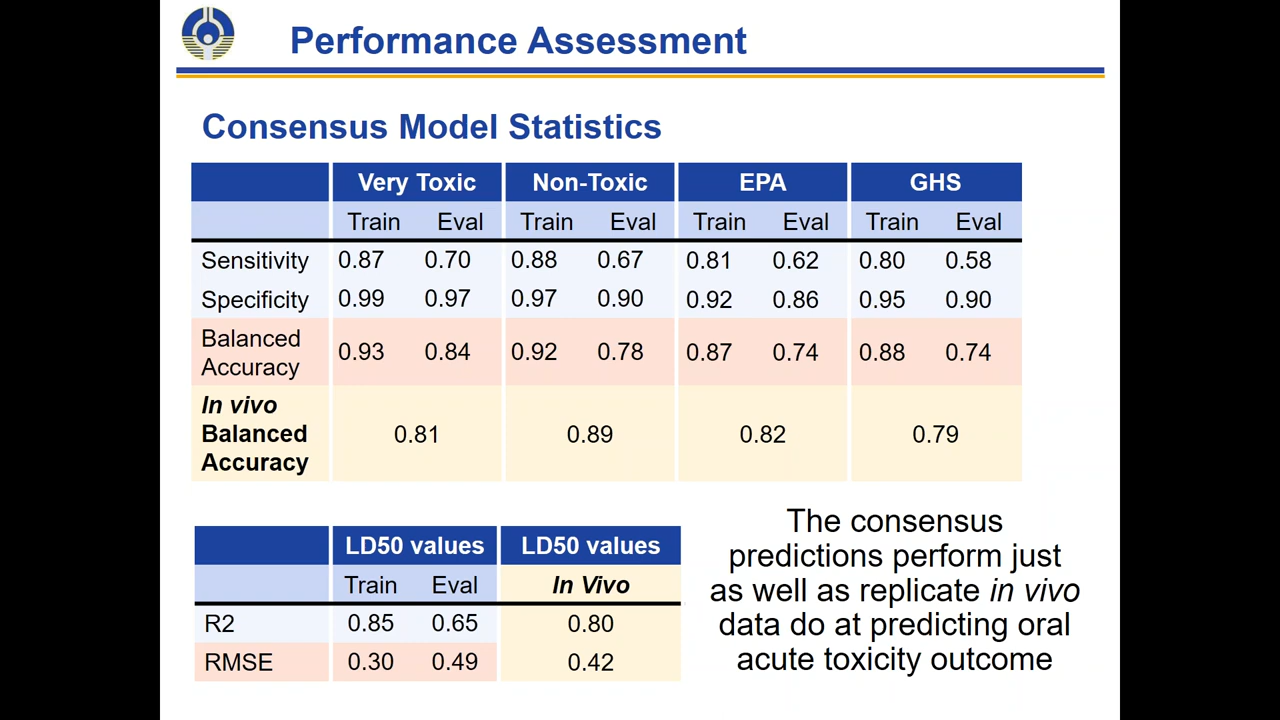 Performance Assessment
Consensus Model Statistics
Very Toxic Non-Toxic EPA GHS
Train Eval Train Eval Train Eval Train Eval
Sensitivity 0.87 0.70 0.88 0.67 0.81 0.62 0.80 0.58
Specificity 0.99 0.97 0.97 0.90 0.92 0.86 0.95 0.90
Balanced
Accuracy 0.93 0.84 0.92 0.78 0.87 0.74 0.88 0.74
In vivo
Balanced
Accuracy 0.81 0.89 0.82 0.79
LD50 values LD50 values
Train Eval In Vivo
R2 0.85 0.65 0.80
RMSE 0.30 0.49 0.42
The consensus
predictions perform just
as well as replicate in vivo
data do at predicting oral
acute toxicity outcome